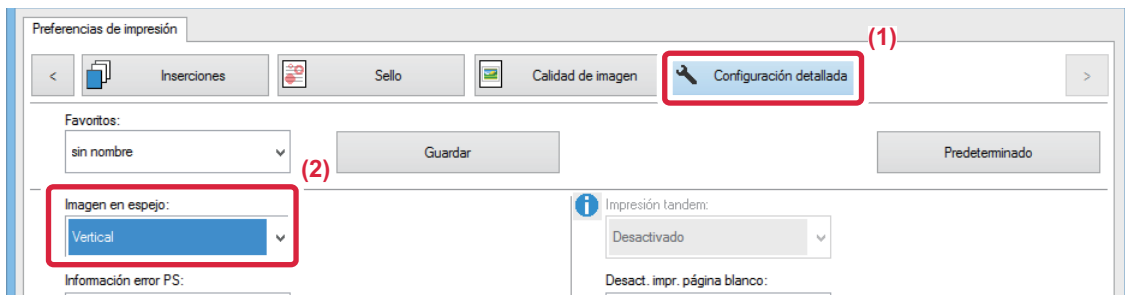 Preferencias de impresión
(1)
<
Inserciones
Sello
Calidad de imagen
Configuración detallada
>
Favoritos:
sin nombre
Guardar
Predeterminado
(2)
Imagen en espejo:
Impresión tandem:
Vertical
Desactivado
Información error PS:
Desact. impr. página blanco: